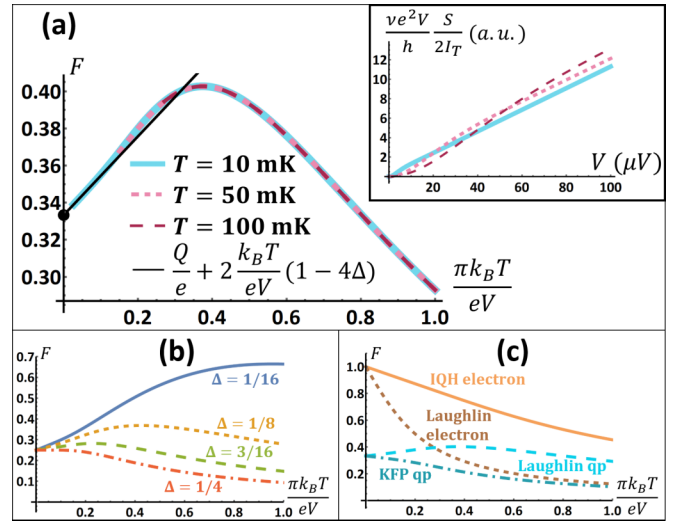 (a)
F
0.40
0.38
0.36
0.34
0.32
0.30
0.2 0.4 0.6 0.8 1.0
T = 10 mK
T = 50 mK
T = 100 mK
Q/e + 2 k_BT/eV (1 − 4Δ)
πk_BT/eV
νe²V/h S/2I_T (a.u.)
12
10
8
6
4
2
20 40 60 80 100
V (μV)
(b)
F
0.7
0.6
0.5
0.4
0.3
0.2
0.1
Δ = 1/16
Δ = 1/8
Δ = 3/16
Δ = 1/4
0.2 0.4 0.6 0.8 1.0
πk_BT/eV
(c)
F
1.0
0.8
0.6
0.4
0.2
IQH electron
Laughlin
electron
Laughlin qp
KFP qp
0.2 0.4 0.6 0.8 1.0
πk_BT/eV